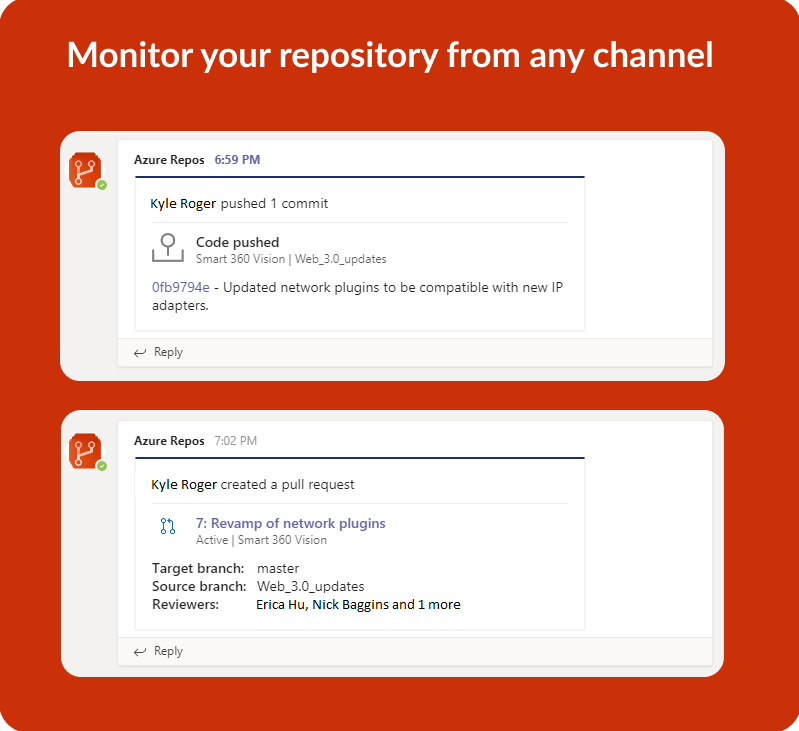 Monitor your repository from any channel
Azure Repos 6:59 PM
Kyle Roger pushed 1 commit
Code pushed
Smart 360 Vision | Web_3.0_updates
0fb9794e - Updated network plugins to be compatible with new IP
adapters.
Reply
Azure Repos 7:02 PM
Kyle Roger created a pull request
7: Revamp of network plugins
Active | Smart 360 Vision
Target branch: master
Source branch: Web_3.0_updates
Reviewers: Erica Hu, Nick Baggins and 1 more
Reply